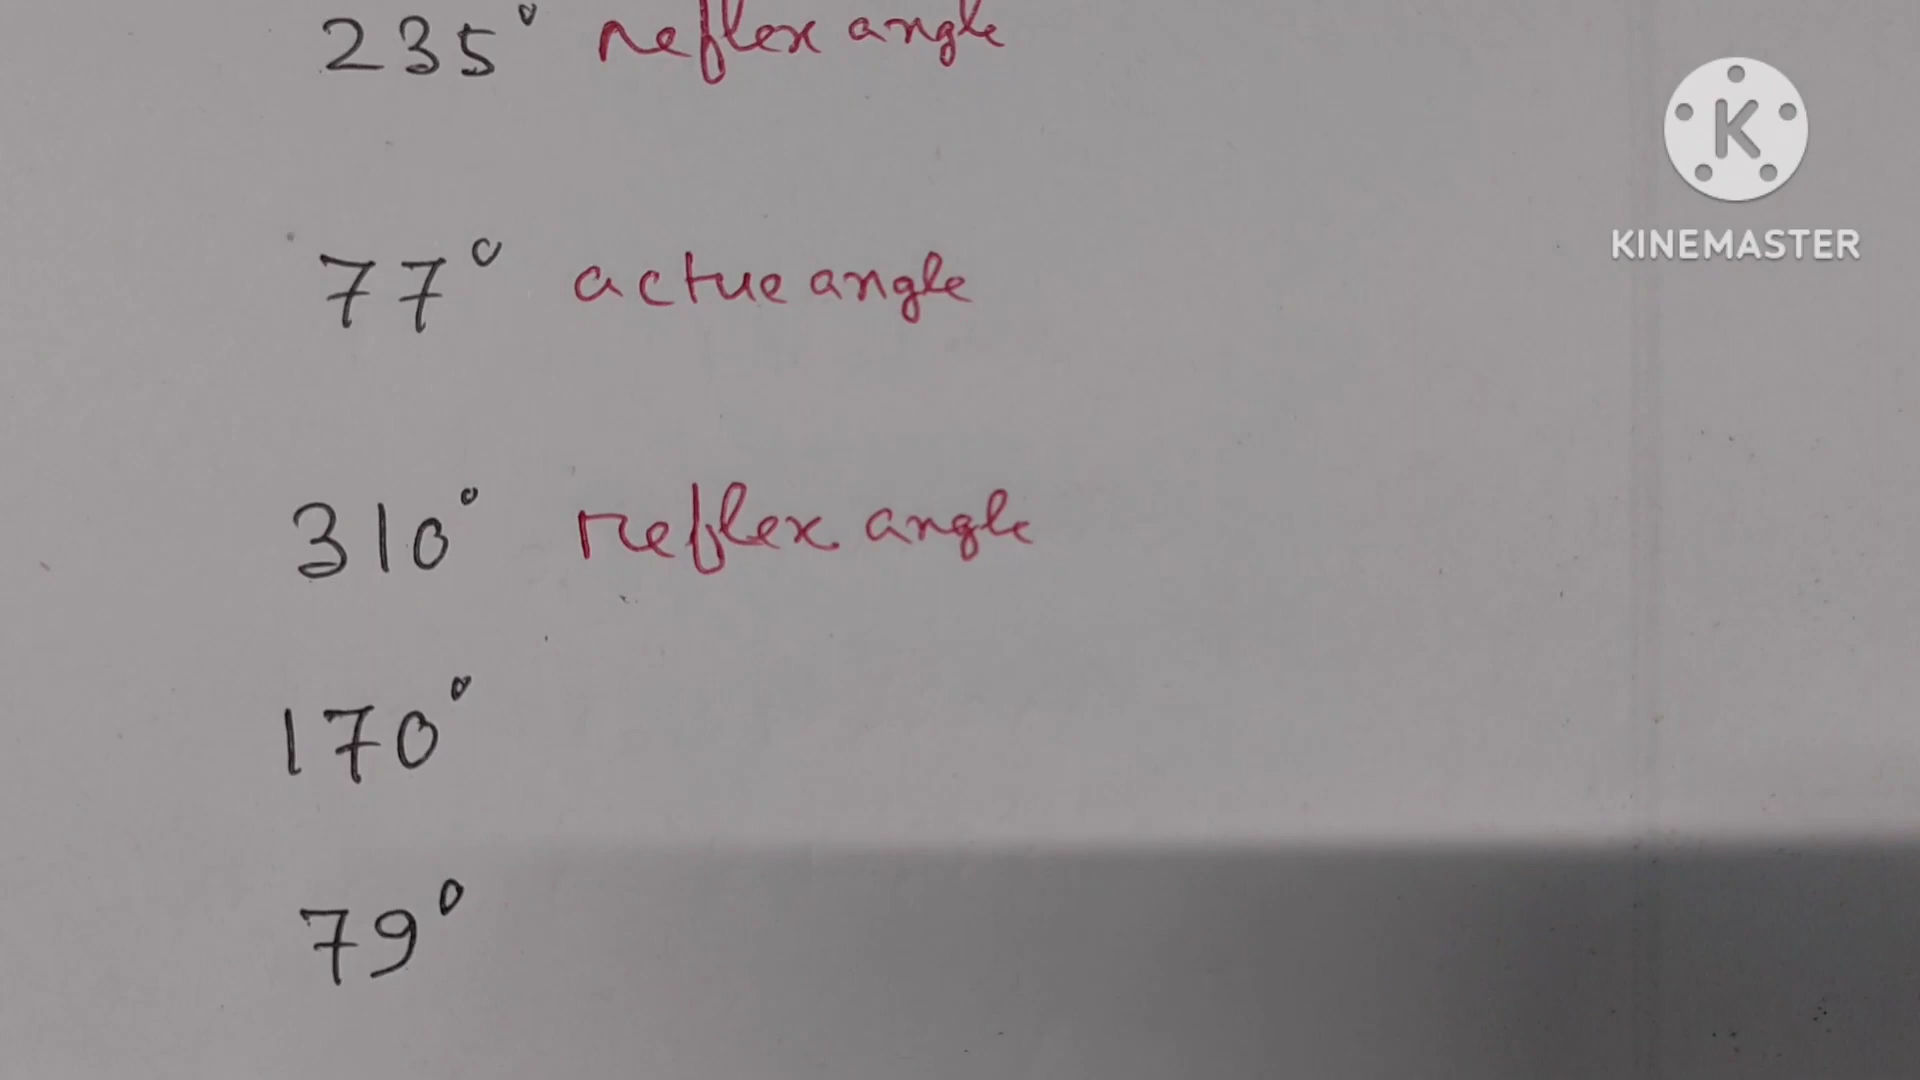 235° reflex angle
K
KINEMASTER
77° actue angle
310° reflex angle
170°
79°